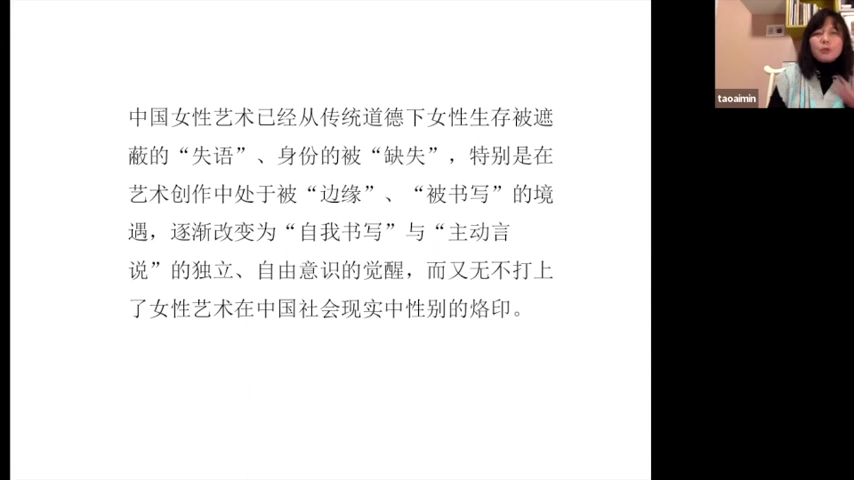 中国女性艺术已经从传统道德下女性生存被遮
蔽的“失语”、身份的被“缺失”，特别是在
艺术创作中处于被“边缘”、“被书写”的境
遇，逐渐改变为“自我书写”与“主动言
说”的独立、自由意识的觉醒，而又无不打上
了女性艺术在中国社会现实中性别的烙印。
taoaimin